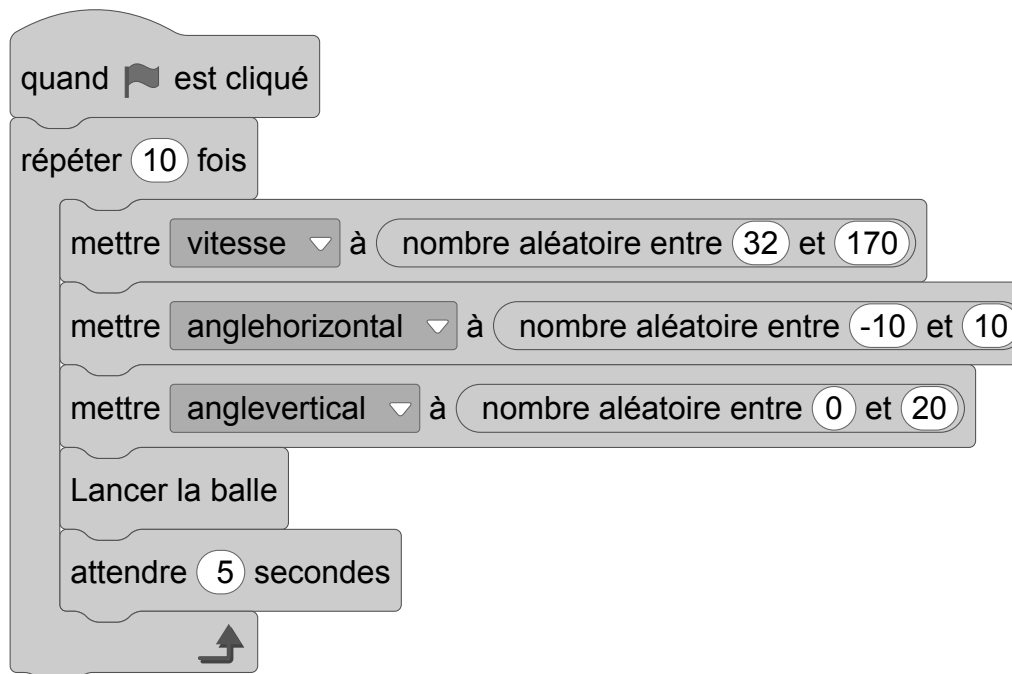 quand est cliqué
répéter 10 fois
mettre vitesse à nombre aléatoire entre 32 et 170
mettre anglehorizontal à nombre aléatoire entre -10 et 10
mettre anglevertical à nombre aléatoire entre 0 et 20
Lancer la balle
attendre 5 secondes